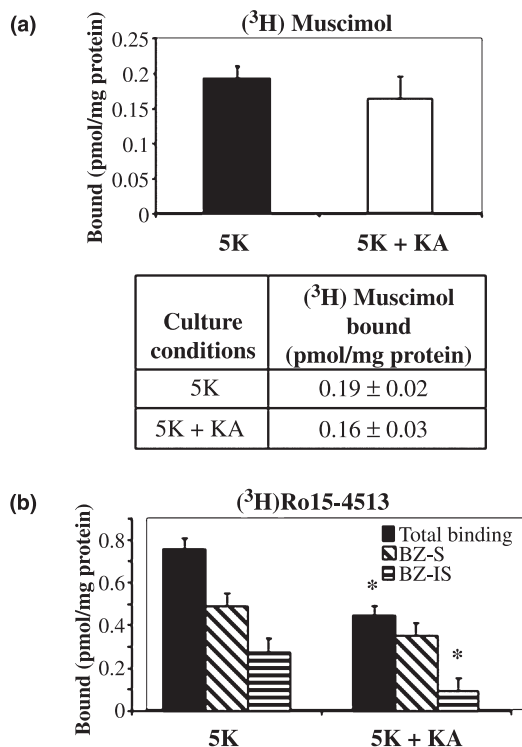 (a)
(³H) Muscimol
Bound (pmol/mg protein)
0.25
0.2
0.15
0.1
0.05
0
5K
5K + KA
Culture conditions
(³H) Muscimol bound (pmol/mg protein)
5K
0.19 ± 0.02
5K + KA
0.16 ± 0.03
(b)
(³H)Ro15-4513
Bound (pmol/mg protein)
0.8
0.6
0.4
0.2
0
Total binding
BZ-S
BZ-IS
*
*
5K
5K + KA